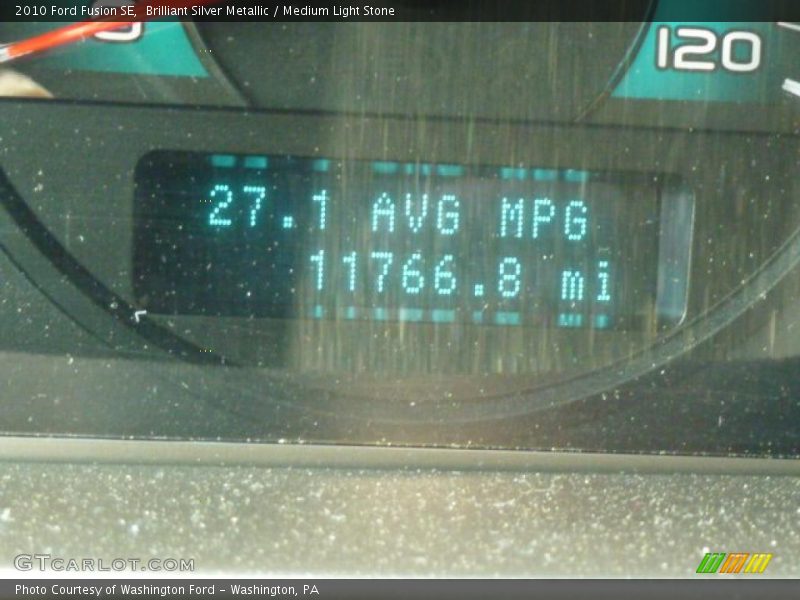 2010 Ford Fusion SE,  Brilliant Silver Metallic / Medium Light Stone
120
27.1 AVG MPG
11766.8 mi
GTCARLOT.COM
Photo Courtesy of Washington Ford - Washington, PA